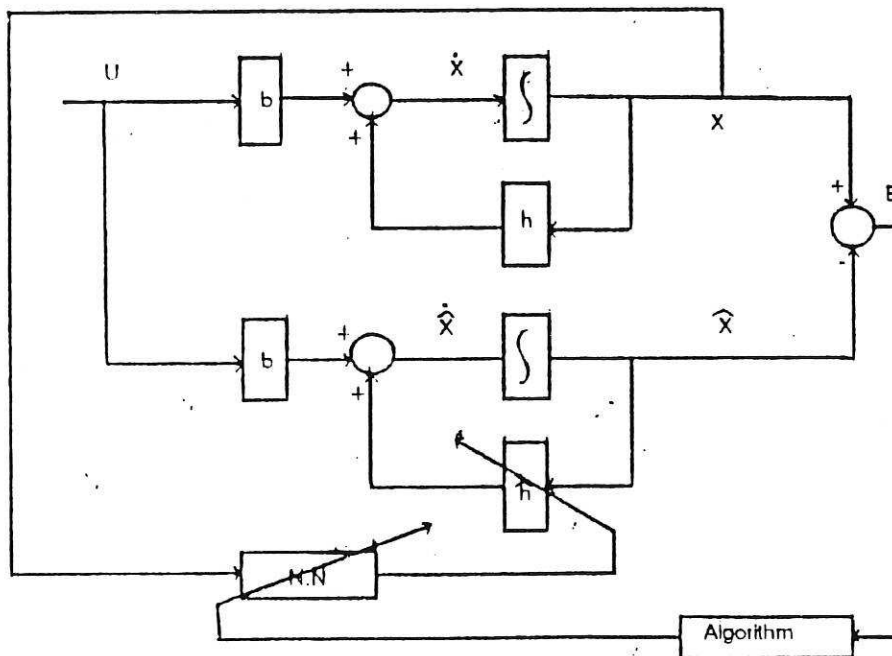 U
b
+
+
Ẋ
∫
X
h
+
-
E
b
+
+
X̂̇
∫
X̂
ĥ
N.N
Algorithm